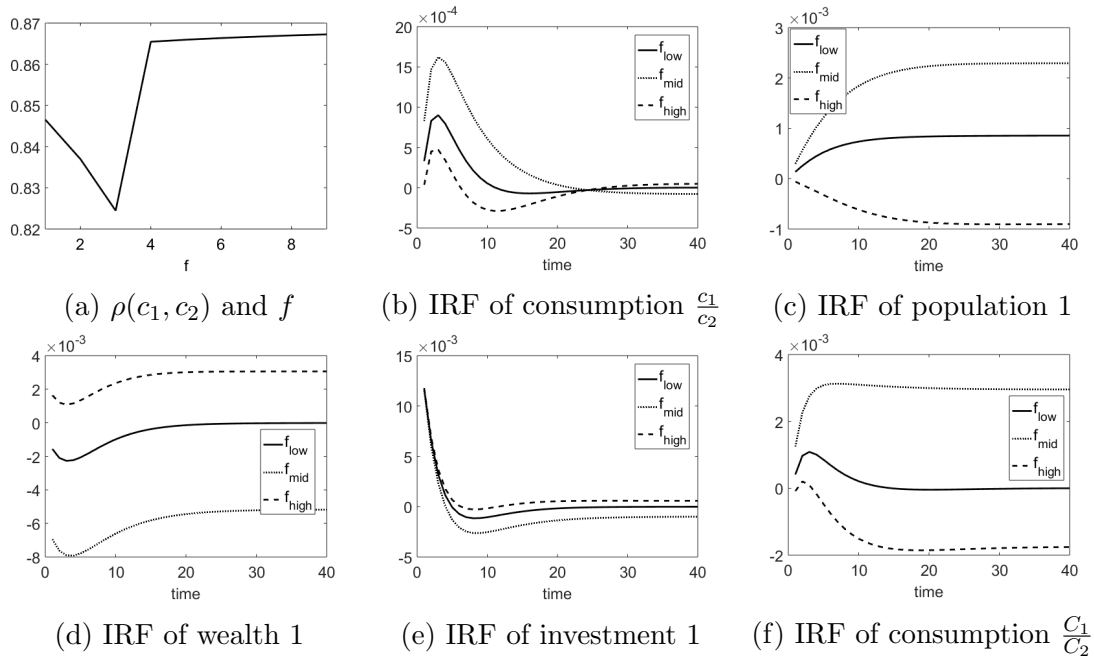 0.87
0.86
0.85
0.84
0.83
0.82
2 4 6 8
f
(a) ρ(c₁, c₂) and f
×10⁻⁴
20
15
10
5
0
-5
0 10 20 30 40
time
f_low
f_mid
f_high
(b) IRF of consumption c₁/c₂
×10⁻³
3
2
1
0
-1
0 10 20 30 40
time
f_low
f_mid
f_high
(c) IRF of population 1
×10⁻³
4
2
0
-2
-4
-6
-8
0 10 20 30 40
time
f_low
f_mid
f_high
(d) IRF of wealth 1
×10⁻³
15
10
5
0
-5
0 10 20 30 40
time
f_low
f_mid
f_high
(e) IRF of investment 1
×10⁻³
4
2
0
-2
0 10 20 30 40
time
f_low
f_mid
f_high
(f) IRF of consumption C₁/C₂